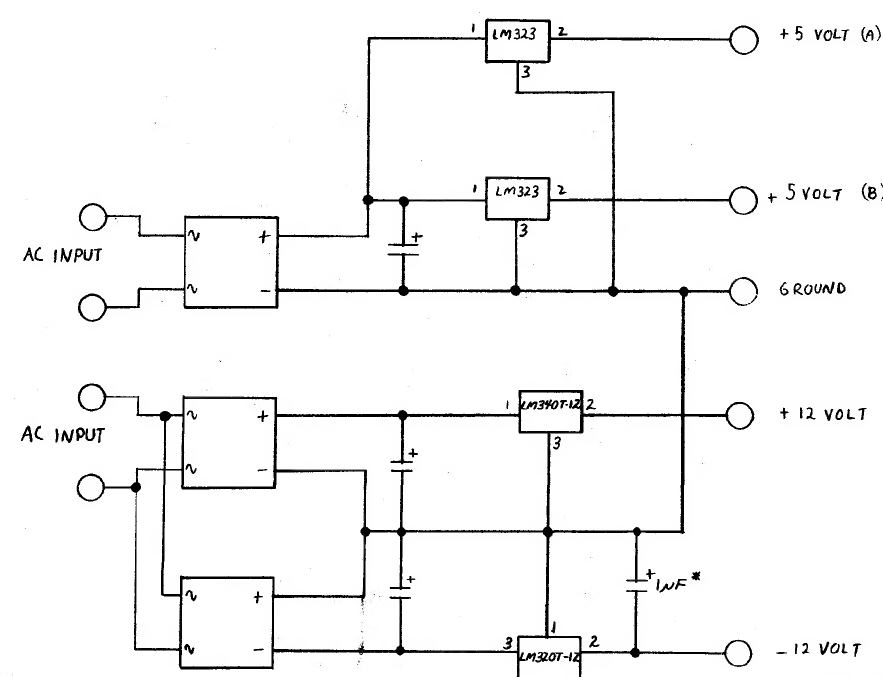 1 LM323 2 +5 VOLT (A)
3
1 LM323 2 +5 VOLT (B)
3
AC INPUT
~ +
~ -
GROUND
AC INPUT
~ +
~ -
1 LM340T-12 2 +12 VOLT
3
+
+
+
~ +
~ -
+ 1NF *
1
3 LM320T-12 2 -12 VOLT